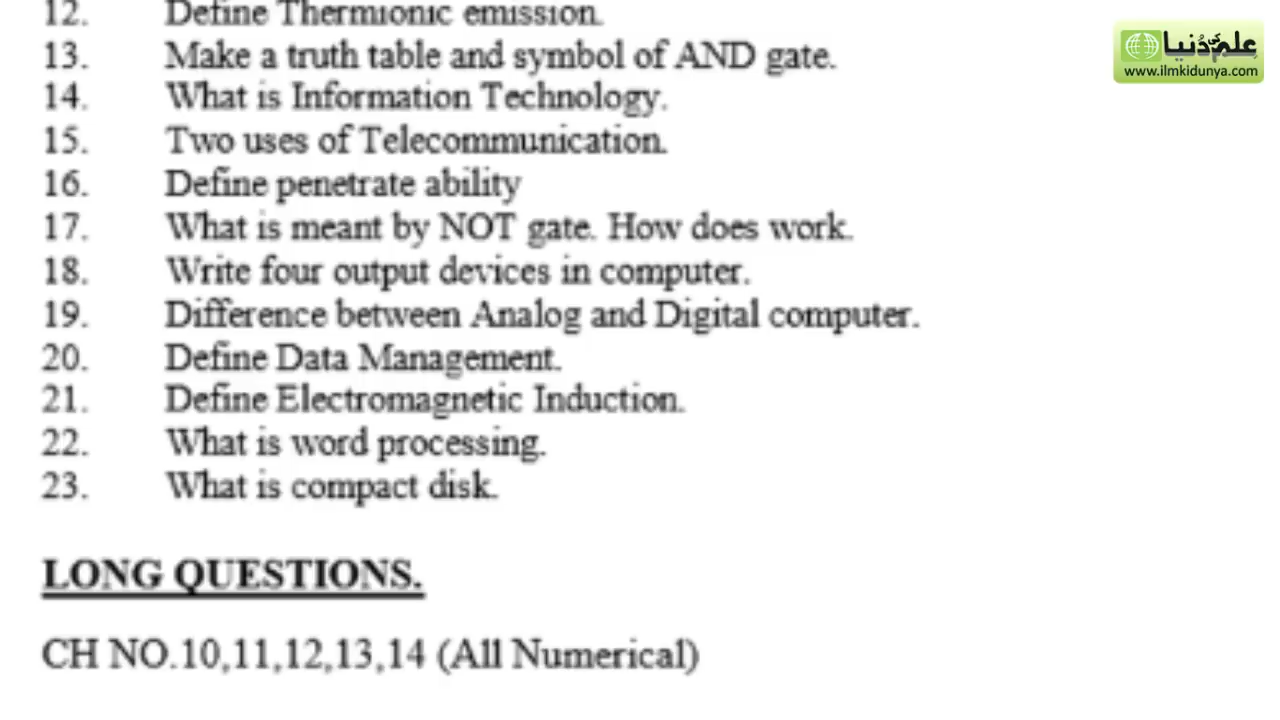 12. Define Thermionic emission.
علم کی دُنیا
www.ilmkidunya.com
13. Make a truth table and symbol of AND gate.
14. What is Information Technology.
15. Two uses of Telecommunication.
16. Define penetrate ability
17. What is meant by NOT gate. How does work.
18. Write four output devices in computer.
19. Difference between Analog and Digital computer.
20. Define Data Management.
21. Define Electromagnetic Induction.
22. What is word processing.
23. What is compact disk.
LONG QUESTIONS.
CH NO.10,11,12,13,14 (All Numerical)